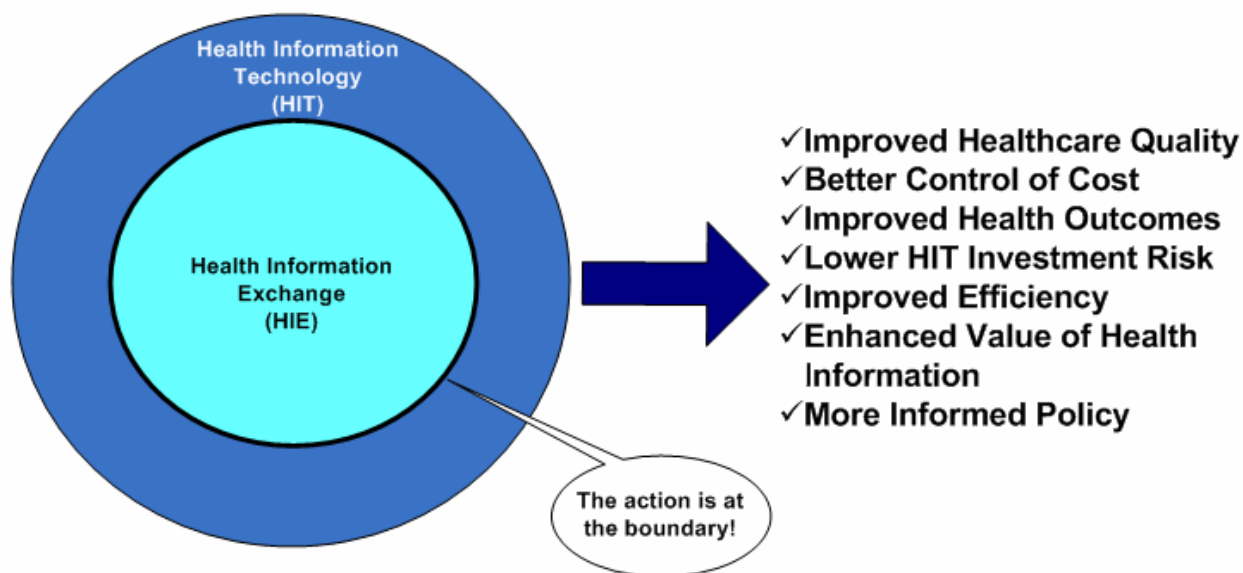 Health Information
Technology
(HIT)
Health Information
Exchange
(HIE)
✓Improved Healthcare Quality
✓Better Control of Cost
✓Improved Health Outcomes
✓Lower HIT Investment Risk
✓Improved Efficiency
✓Enhanced Value of Health
Information
✓More Informed Policy
The action is at
the boundary!